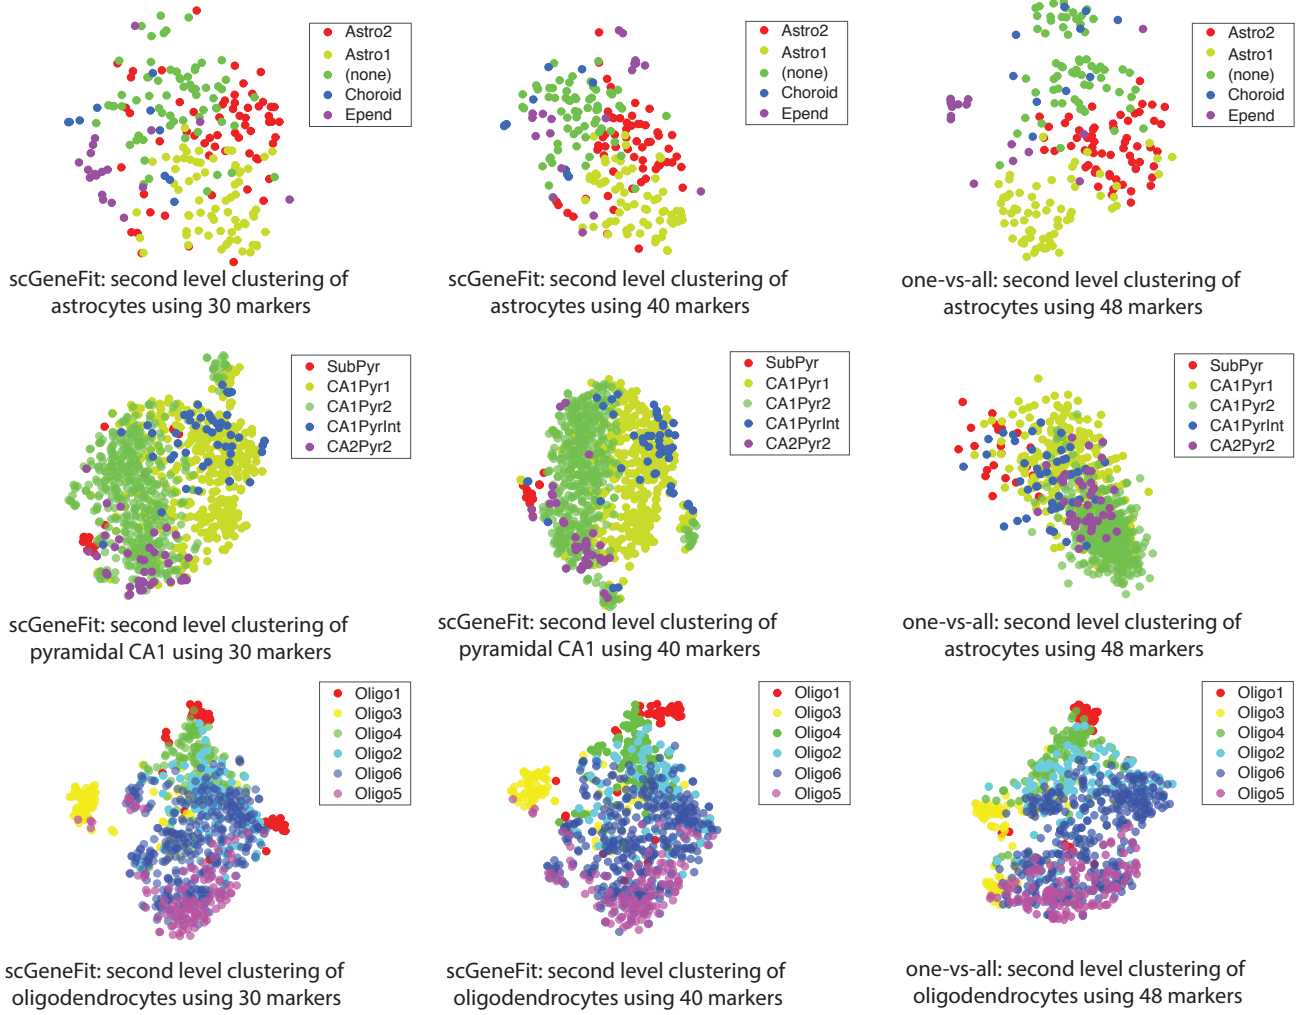 Astro2
Astro1
(none)
Choroid
Epend
scGeneFit: second level clustering of
astrocytes using 30 markers
Astro2
Astro1
(none)
Choroid
Epend
scGeneFit: second level clustering of
astrocytes using 40 markers
Astro2
Astro1
(none)
Choroid
Epend
one-vs-all: second level clustering of
astrocytes using 48 markers
SubPyr
CA1Pyr1
CA1Pyr2
CA1PyrInt
CA2Pyr2
scGeneFit: second level clustering of
pyramidal CA1 using 30 markers
SubPyr
CA1Pyr1
CA1Pyr2
CA1PyrInt
CA2Pyr2
scGeneFit: second level clustering of
pyramidal CA1 using 40 markers
SubPyr
CA1Pyr1
CA1Pyr2
CA1PyrInt
CA2Pyr2
one-vs-all: second level clustering of
astrocytes using 48 markers
Oligo1
Oligo3
Oligo4
Oligo2
Oligo6
Oligo5
scGeneFit: second level clustering of
oligodendrocytes using 30 markers
Oligo1
Oligo3
Oligo4
Oligo2
Oligo6
Oligo5
scGeneFit: second level clustering of
oligodendrocytes using 40 markers
Oligo1
Oligo3
Oligo4
Oligo2
Oligo6
Oligo5
one-vs-all: second level clustering of
oligodendrocytes using 48 markers